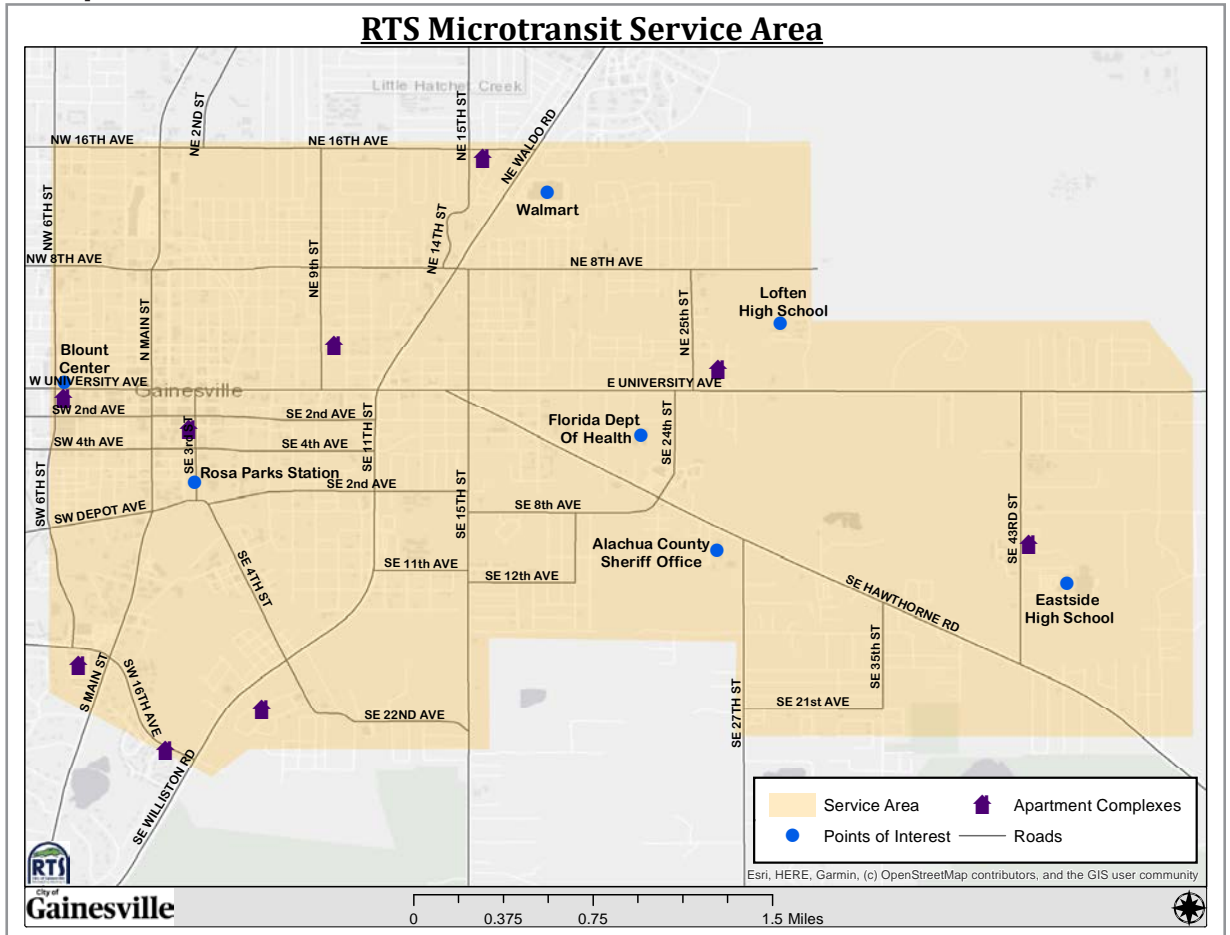 RTS Microtransit Service Area
Little Hatchet Creek
NE 2ND ST
NE 15TH ST
NE WALDO RD
NW 16TH AVE
NE 16TH AVE
NW 6TH ST
Walmart
NE 14TH ST
NE 9th ST
NW 8TH AVE
NE 8TH AVE
N MAIN ST
NE 25th ST
Loften
High School
Blount
Center
W UNIVERSITY AVE
Gainesville
E UNIVERSITY AVE
SW 2nd AVE
SE 2nd AVE
SE 11TH ST
Florida Dept
Of Health
SE 24th ST
SW 4th AVE
SE 3rd ST
SE 4th AVE
Rosa Parks Station
SE 2nd AVE
SW 6TH ST
SW DEPOT AVE
SE 15TH ST
SE 8th AVE
SE 43RD ST
Alachua County
Sheriff Office
SE 4TH ST
SE 11th AVE
SE 12th AVE
SE HAWTHORNE RD
Eastside
High School
SE 35th ST
S MAIN ST
SW 16TH AVE
SE 22ND AVE
SE 27TH ST
SE 21st AVE
SE WILLISTON RD
Service Area
Apartment Complexes
Points of Interest
Roads
RTS
Esri, HERE, Garmin, (c) OpenStreetMap contributors, and the GIS user community
City of
Gainesville
0 0.375 0.75 1.5 Miles